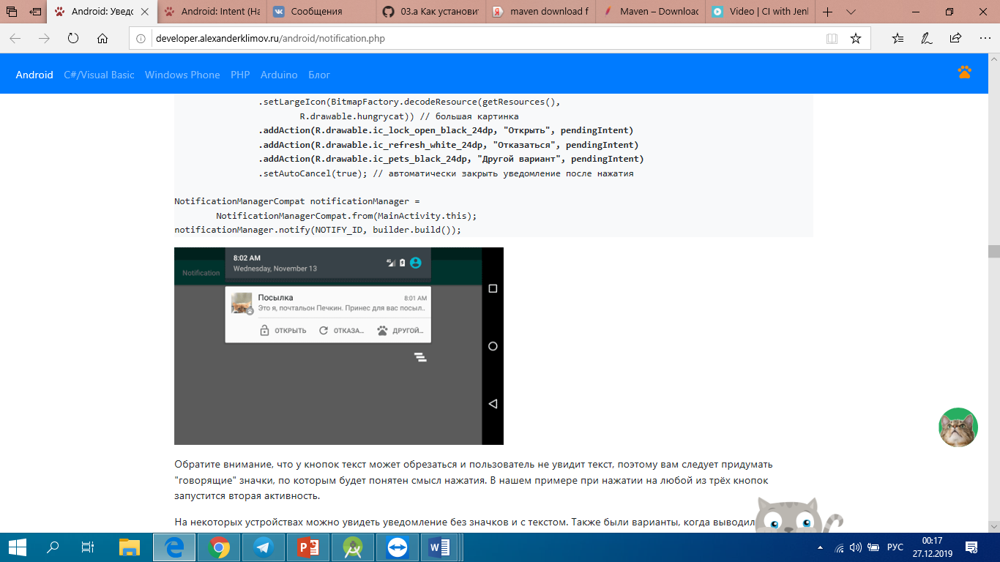 Android: Уведо
Android: Intent (На
Сообщения
03.а Как установит
maven download f
Maven – Download
Video | CI with Jenl
developer.alexanderklimov.ru/android/notification.php
Android C#/Visual Basic Windows Phone PHP Arduino Блог
.setLargeIcon(BitmapFactory.decodeResource(getResources(),
R.drawable.hungrycat)) // большая картинка
.addAction(R.drawable.ic_lock_open_black_24dp, "Открыть", pendingIntent)
.addAction(R.drawable.ic_refresh_white_24dp, "Отказаться", pendingIntent)
.addAction(R.drawable.ic_pets_black_24dp, "Другой вариант", pendingIntent)
.setAutoCancel(true); // автоматически закрыть уведомление после нажатия
NotificationManagerCompat notificationManager =
NotificationManagerCompat.from(MainActivity.this);
notificationManager.notify(NOTIFY_ID, builder.build());
8:02 AM
Wednesday, November 13
Notification
Посылка 8:01 AM
Это я, почтальон Печкин. Принес для вас посыл..
ОТКРЫТЬ ОТКАЗА... ДРУГОЙ...
Обратите внимание, что у кнопок текст может обрезаться и пользователь не увидит текст, поэтому вам следует придумать
"говорящие" значки, по которым будет понятен смысл нажатия. В нашем примере при нажатии на любой из трёх кнопок
запустится вторая активность.
На некоторых устройствах можно увидеть уведомление без значков и с текстом. Также были варианты, когда выводил
РУС
00:17
27.12.2019